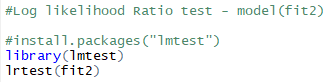 #Log likelihood Ratio test - model(fit2)
#install.packages("lmtest")
library(lmtest)
lrtest(fit2)